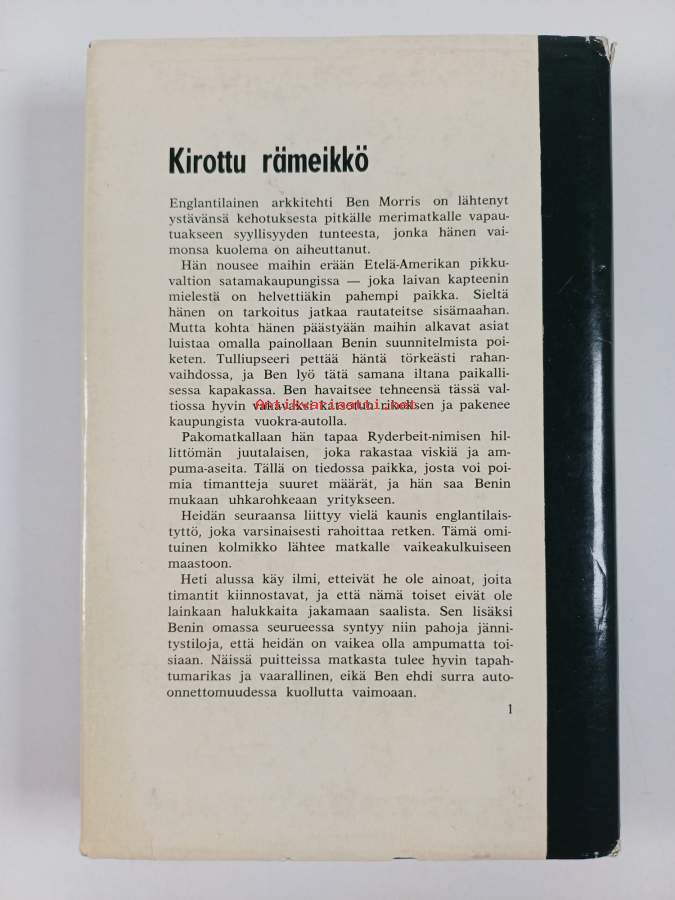 Kirottu rämeikkö
Englantilainen arkkitehti Ben Morris on lähtenyt
ystävänsä kehotuksesta pitkälle merimatkalle vapau-
tuakseen syyllisyyden tunteesta, jonka hänen vai-
monsa kuolema on aiheuttanut.
Hän nousee maihin erään Etelä-Amerikan pikku-
valtion satamakaupungissa — joka laivan kapteenin
mielestä on helvettiäkin pahempi paikka. Sieltä
hänen on tarkoitus jatkaa rautateitse sisämaahan.
Mutta kohta hänen päästyään maihin alkavat asiat
luistaa omalla painollaan Benin suunnitelmista poi-
keten. Tulliupseeri pettää häntä törkeästi rahan-
vaihdossa, ja Ben lyö tätä samana iltana paikalli-
sessa kapakassa. Ben havaitsee tehneensä tässä val-
tiossa hyvin vakavaksi katsotun rikoksen ja pakenee
kaupungista vuokra-autolla.
Pakomatkallaan hän tapaa Ryderbeit-nimisen hil-
littömän juutalaisen, joka rakastaa viskiä ja am-
puma-aseita. Tällä on tiedossa paikka, josta voi poi-
mia timantteja suuret määrät, ja hän saa Benin
mukaan uhkarohkeaan yritykseen.
Heidän seuraansa liittyy vielä kaunis englantilais-
tyttö, joka varsinaisesti rahoittaa retken. Tämä omi-
tuinen kolmikko lähtee matkalle vaikeakulkuiseen
maastoon.
Heti alussa käy ilmi, etteivät he ole ainoat, joita
timantit kiinnostavat, ja että nämä toiset eivät ole
lainkaan halukkaita jakamaan saalista. Sen lisäksi
Benin omassa seurueessa syntyy niin pahoja jänni-
tystiloja, että heidän on vaikea olla ampumatta toi-
siaan. Näissä puitteissa matkasta tulee hyvin tapah-
tumarikas ja vaarallinen, eikä Ben ehdi surra auto-
onnettomuudessa kuollutta vaimoaan.
1